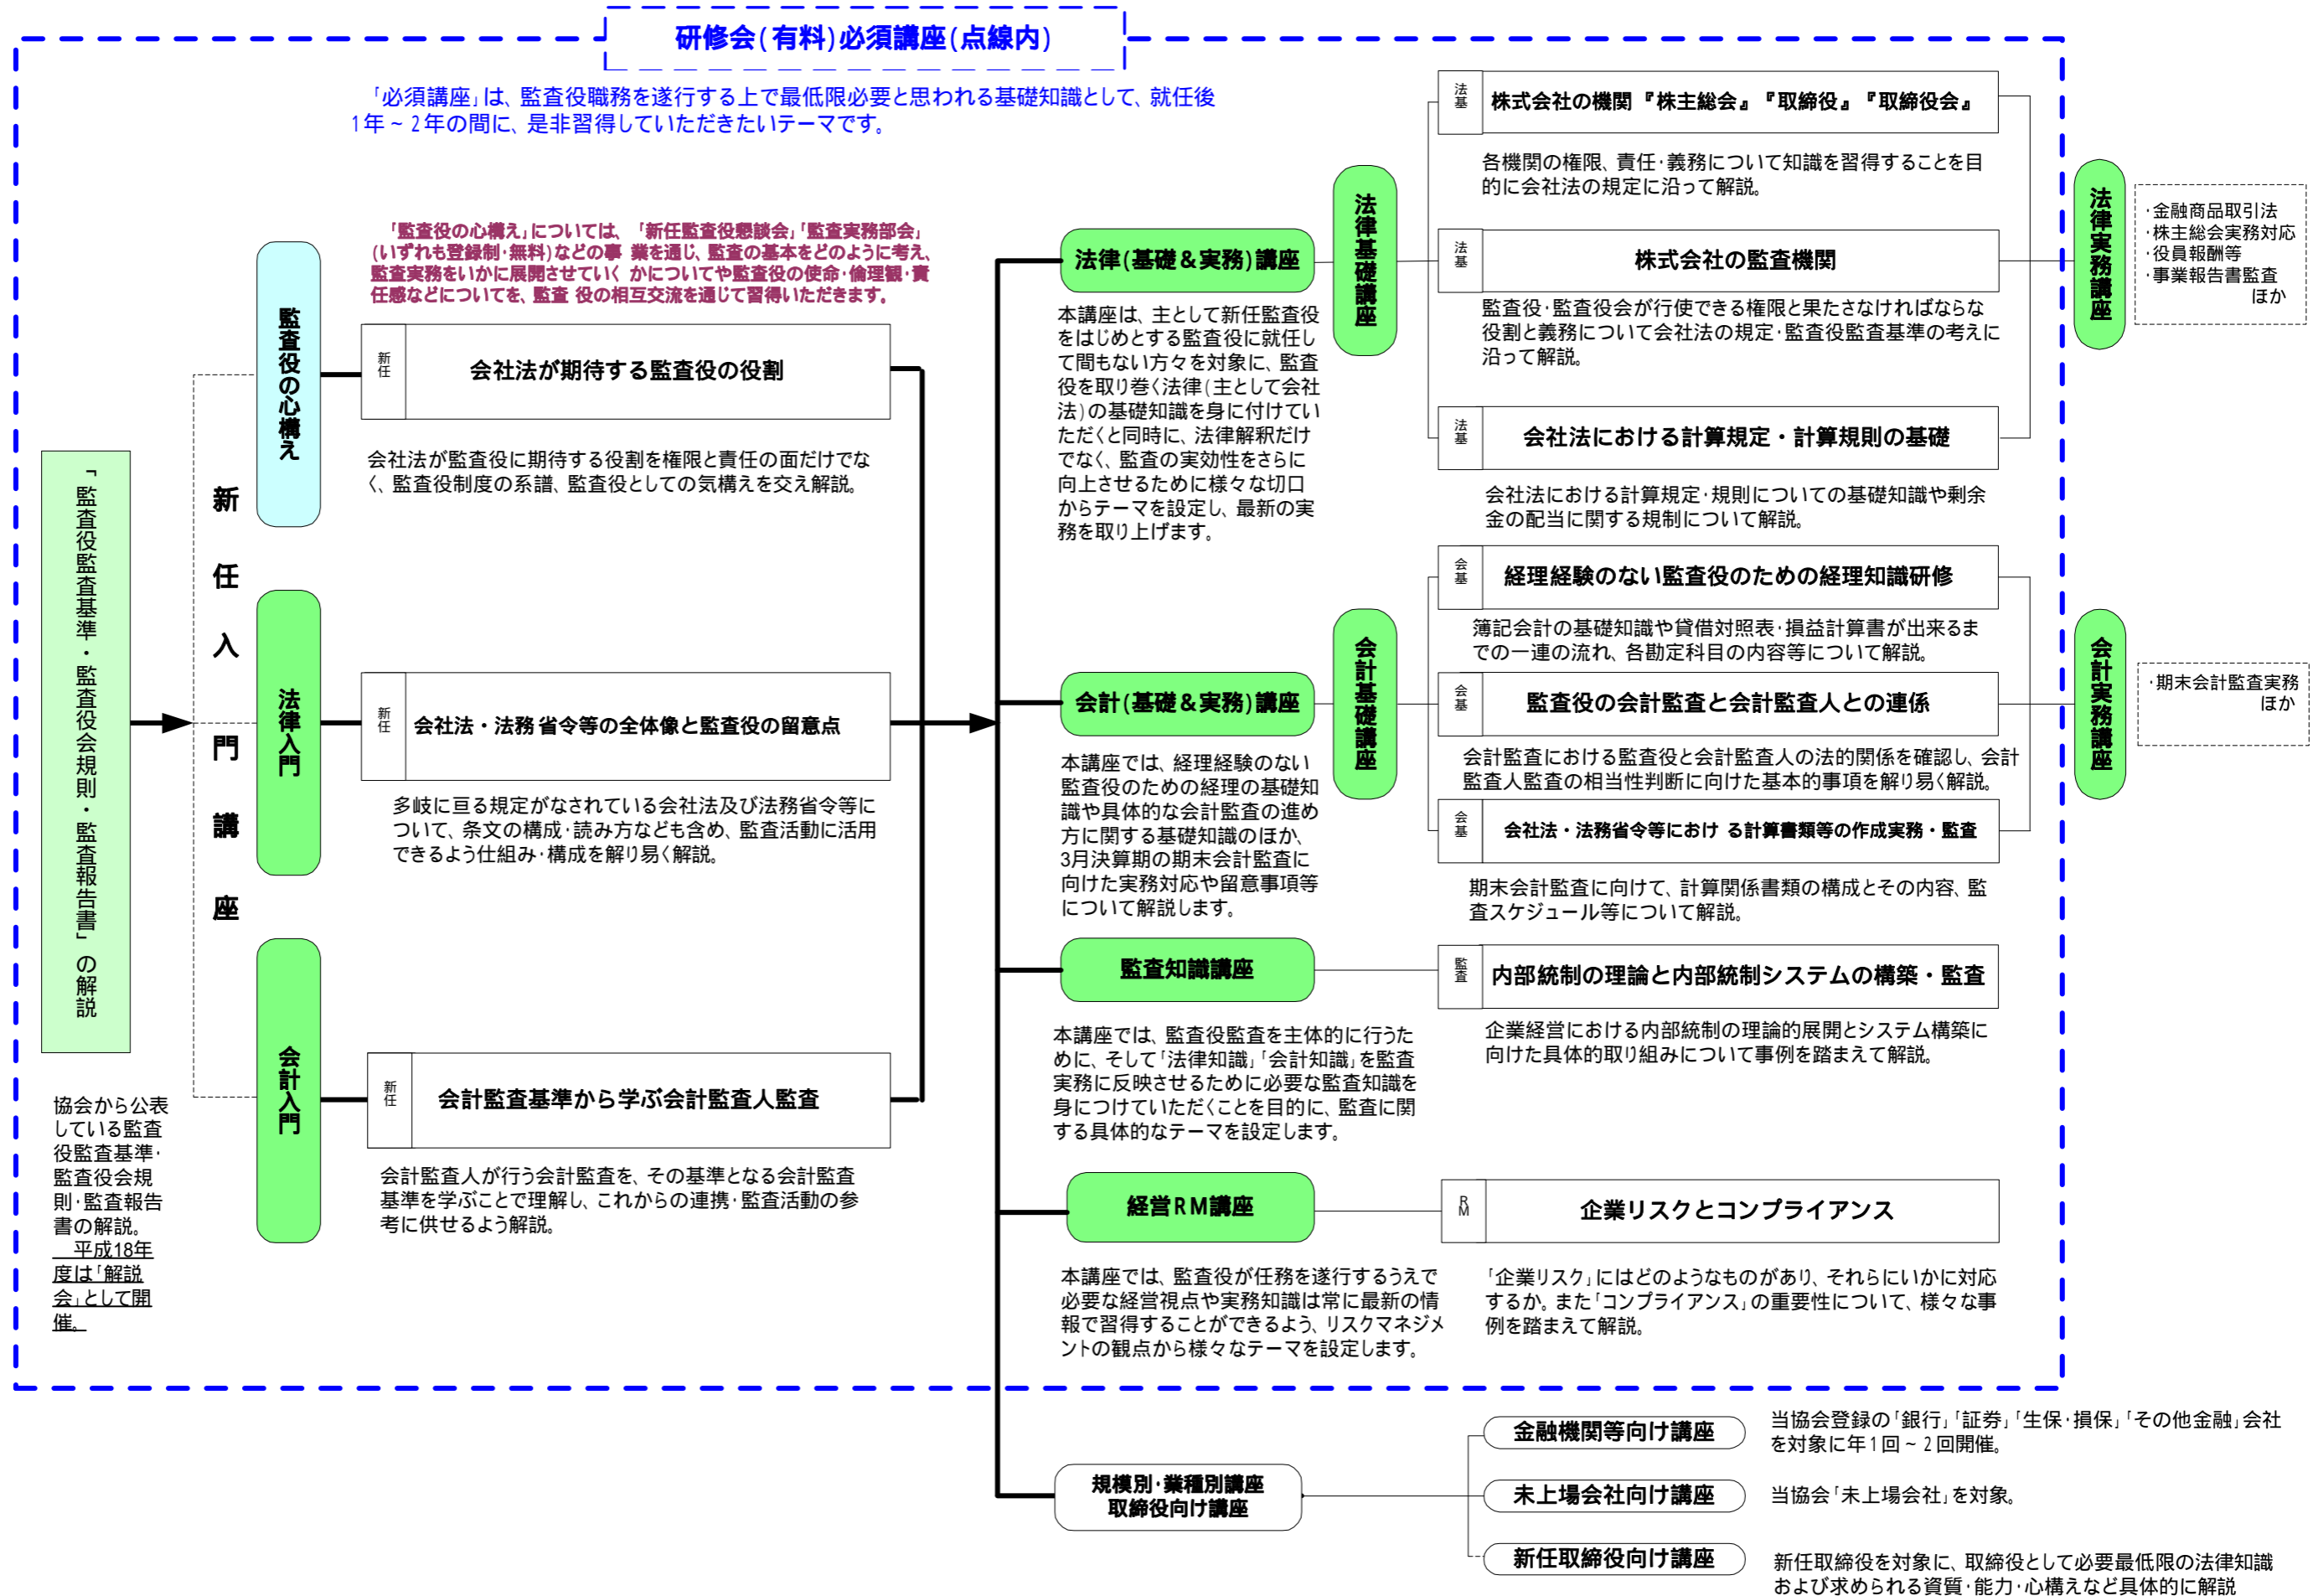 研修会(有料)必須講座(点線内)
「必須講座」は、監査役職務を遂行する上で最低限必要と思われる基礎知識として、就任後
1年~2年の間に、是非習得していただきたいテーマです。
「監査役監査基準・監査役会規則・監査報告書」の解説
協会から公表
している監査
役監査基準・
監査役会規
則・監査報告
書の解説。
平成18年
度は「解説
会」として開
催。
新任入門講座
監査役の心構え
「監査役の心構え」については、「新任監査役懇談会」「監査実務部会」
(いずれも登録制・無料)などの事 業を通じ、監査の基本をどのように考え、
監査実務をいかに展開させていく かについてや監査役の使命・倫理観・責
任感などについてを、監査 役の相互交流を通じて習得いただきます。
新任
会社法が期待する監査役の役割
会社法が監査役に期待する役割を権限と責任の面だけでな
く、監査役制度の系譜、監査役としての気構えを交え解説。
法律入門
新任
会社法・法務省令等の全体像と監査役の留意点
多岐に亘る規定がなされている会社法及び法務省令等に
ついて、条文の構成・読み方なども含め、監査活動に活用
できるよう仕組み・構成を解り易く解説。
会計入門
新任
会計監査基準から学ぶ会計監査人監査
会計監査人が行う会計監査を、その基準となる会計監査
基準を学ぶことで理解し、これからの連携・監査活動の参
考に供せるよう解説。
法律(基礎&実務)講座
本講座は、主として新任監査役
をはじめとする監査役に就任し
て間もない方々を対象に、監査
役を取り巻く法律(主として会社
法)の基礎知識を身に付けてい
ただくと同時に、法律解釈だけ
でなく、監査の実効性をさらに
向上させるために様々な切口
からテーマを設定し、最新の実
務を取り上げます。
法律基礎講座
法基
株式会社の機関『株主総会』『取締役』『取締役会』
各機関の権限、責任・義務について知識を習得することを目
的に会社法の規定に沿って解説。
法基
株式会社の監査機関
監査役・監査役会が行使できる権限と果たさなければならな
役割と義務について会社法の規定・監査役監査基準の考えに
沿って解説。
法基
会社法における計算規定・計算規則の基礎
会社法における計算規定・規則についての基礎知識や剰余
金の配当に関する規制について解説。
法律実務講座
・金融商品取引法
・株主総会実務対応
・役員報酬等
・事業報告書監査
ほか
会計(基礎&実務)講座
本講座では、経理経験のない
監査役のための経理の基礎知
識や具体的な会計監査の進め
方に関する基礎知識のほか、
3月決算期の期末会計監査に
向けた実務対応や留意事項等
について解説します。
会計基礎講座
会基
経理経験のない監査役のための経理知識研修
簿記会計の基礎知識や貸借対照表・損益計算書が出来るま
での一連の流れ、各勘定科目の内容等について解説。
会基
監査役の会計監査と会計監査人との連係
会計監査における監査役と会計監査人の法的関係を確認し、会計
監査人監査の相当性判断に向けた基本的事項を解り易く解説。
会基
会社法・法務省令等におけ る計算書類等の作成実務・監査
期末会計監査に向けて、計算関係書類の構成とその内容、監
査スケジュール等について解説。
会計実務講座
・期末会計監査実務
ほか
監査知識講座
本講座では、監査役監査を主体的に行うた
めに、そして「法律知識」「会計知識」を監査
実務に反映させるために必要な監査知識を
身につけていただくことを目的に、監査に関
する具体的なテーマを設定します。
監査
内部統制の理論と内部統制システムの構築・監査
企業経営における内部統制の理論的展開とシステム構築に
向けた具体的取り組みについて事例を踏まえて解説。
経営RM講座
本講座では、監査役が任務を遂行するうえで
必要な経営視点や実務知識は常に最新の情
報で習得することができるよう、リスクマネジメ
ントの観点から様々なテーマを設定します。
RM
企業リスクとコンプライアンス
「企業リスク」にはどのようなものがあり、それらにいかに対応
するか。また「コンプライアンス」の重要性について、様々な事
例を踏まえて解説。
規模別・業種別講座
取締役向け講座
金融機関等向け講座
当協会登録の「銀行」「証券」「生保・損保」「その他金融」会社
を対象に年1回~2回開催。
未上場会社向け講座
当協会「未上場会社」を対象。
新任取締役向け講座
新任取締役を対象に、取締役として必要最低限の法律知識
および求められる資質・能力・心構えなど具体的に解説